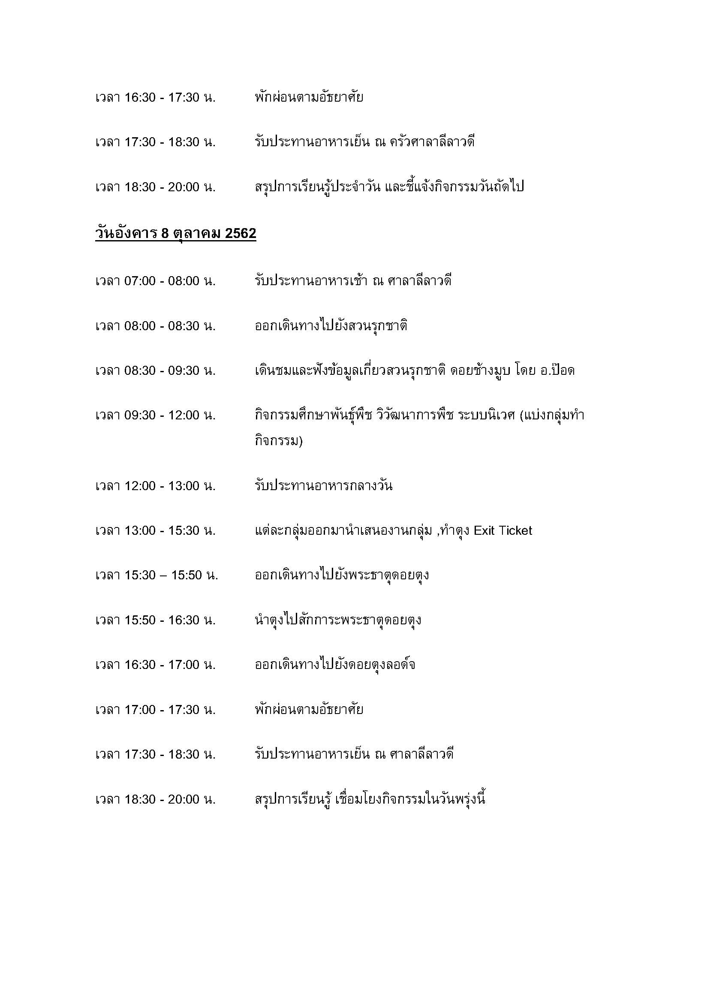 เวลา 16:30 - 17:30 น. พักผ่อนตามอัธยาศัย
เวลา 17:30 - 18:30 น. รับประทานอาหารเย็น ณ ครัวศาลาลีลาวดี
เวลา 18:30 - 20:00 น. สรุปการเรียนรู้ประจำวัน และชี้แจ้งกิจกรรมวันถัดไป
วันอังคาร 8 ตุลาคม 2562
เวลา 07:00 - 08:00 น. รับประทานอาหารเช้า ณ ศาลาลีลาวดี
เวลา 08:00 - 08:30 น. ออกเดินทางไปยังสวนรุกชาติ
เวลา 08:30 - 09:30 น. เดินชมและฟังข้อมูลเกี่ยวสวนรุกชาติ ดอยช้างมูบ โดย อ.ป๊อด
เวลา 09:30 - 12:00 น. กิจกรรมศึกษาพันธุ์พืช วิวัฒนาการพืช ระบบนิเวศ (แบ่งกลุ่มทำ
กิจกรรม)
เวลา 12:00 - 13:00 น. รับประทานอาหารกลางวัน
เวลา 13:00 - 15:30 น. แต่ละกลุ่มออกมานำเสนองานกลุ่ม ,ทำตุง Exit Ticket
เวลา 15:30 – 15:50 น. ออกเดินทางไปยังพระธาตุดอยตุง
เวลา 15:50 - 16:30 น. นำตุงไปสักการะพระธาตุดอยตุง
เวลา 16:30 - 17:00 น. ออกเดินทางไปยังดอยตุงลอด์จ
เวลา 17:00 - 17:30 น. พักผ่อนตามอัธยาศัย
เวลา 17:30 - 18:30 น. รับประทานอาหารเย็น ณ ศาลาลีลาวดี
เวลา 18:30 - 20:00 น. สรุปการเรียนรู้ เชื่อมโยงกิจกรรมในวันพรุ่งนี้